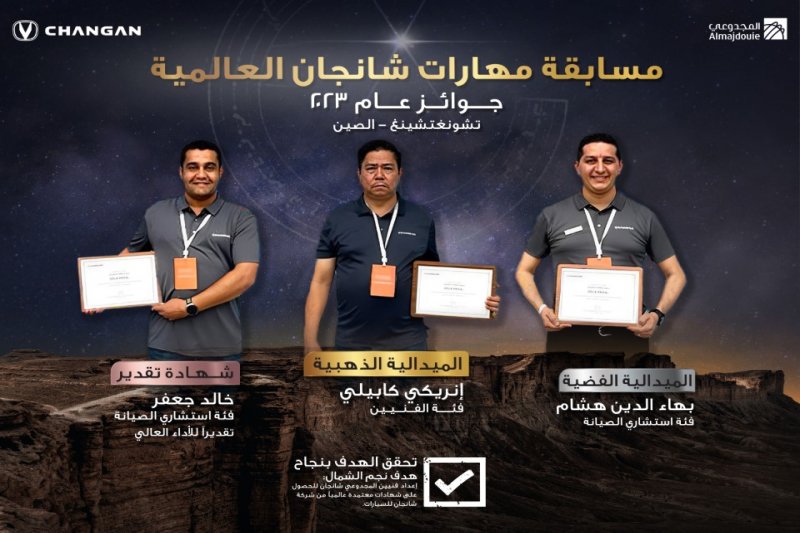 CHANGAN
المجدوعي
Almajdouie
مسابقة مهارات شانجان العالمية
جوائز عام ٢٠٢٣
تشونغتشينغ - الصين
الميدالية الفضية
بهاء الدين هشام
فئة استشاري الصيانة
الميدالية الذهبية
إنريكي كابيلي
فئة الفنيين
شهادة تقدير
خالد جعفر
فئة استشاري الصيانة
تقديراً للأداء العالي
تحقق الهدف بنجاح
هدف نجم الشمال:
إعداد فنيين المجدوعي شانجان للحصول
على شهادات معتمدة عالمياً من شركة
شانجان للسيارات.